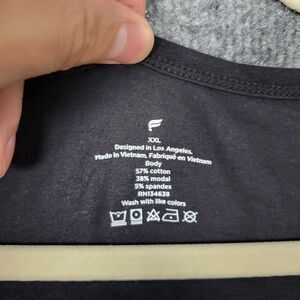 XXL
Designed in Los Angeles.
Made in Vietnam, Fabriqué en Vietnam
Body
57% cotton
38% modal
5% spandex
RN134638
Wash with like colors